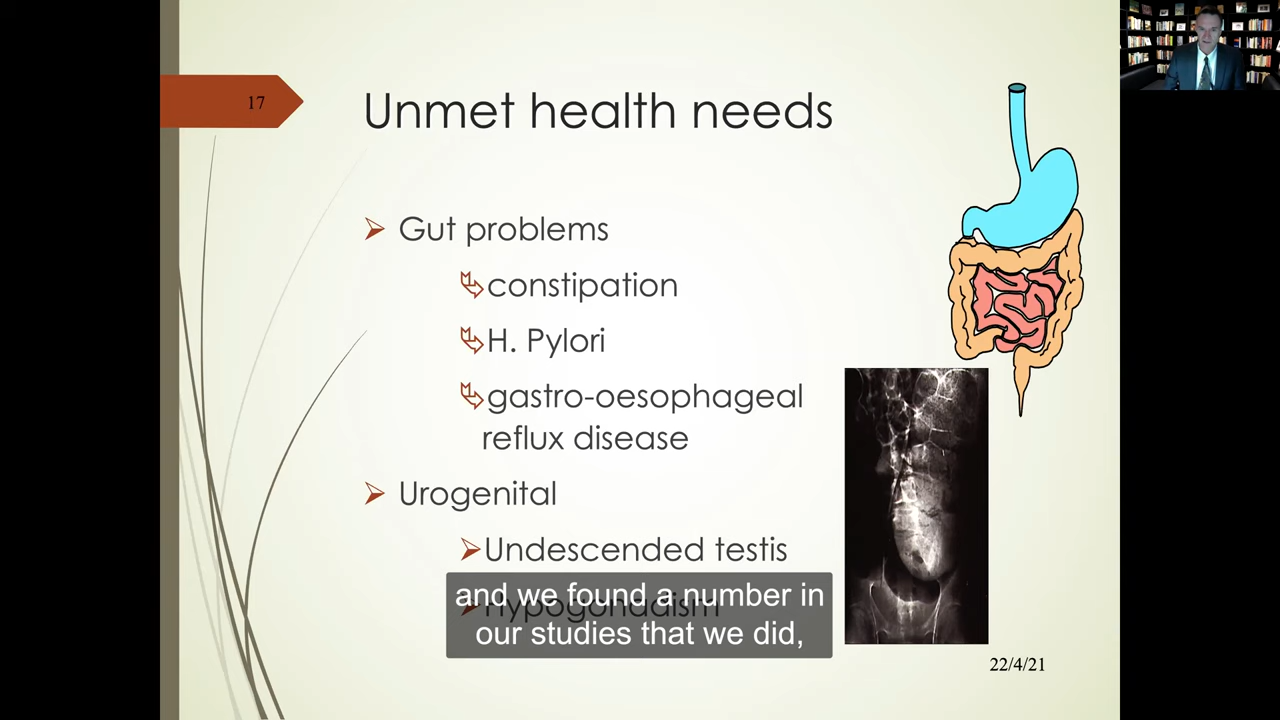 17
Unmet health needs
Gut problems
constipation
H. Pylori
gastro-oesophageal
reflux disease
Urogenital
Undescended testis
Hypogonadism
and we found a number in
our studies that we did,
22/4/21